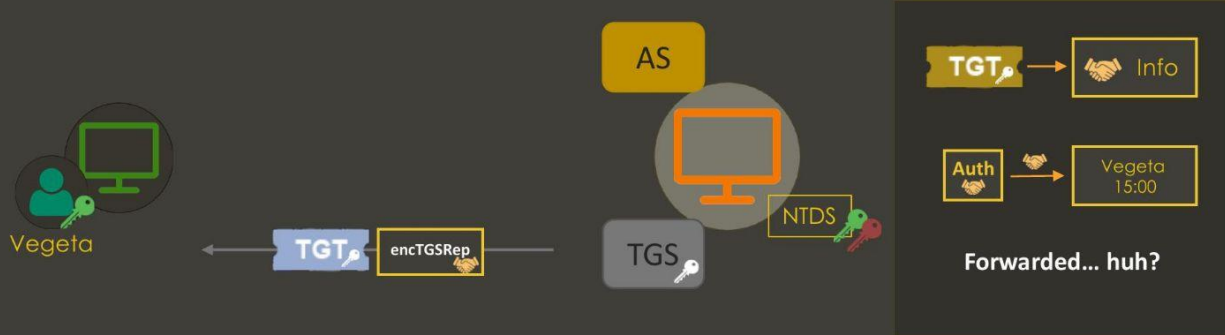 AS
TGT
Info
Auth
Vegeta
15:00
NTDS
Vegeta
TGT
encTGSRep
TGS
Forwarded... huh?